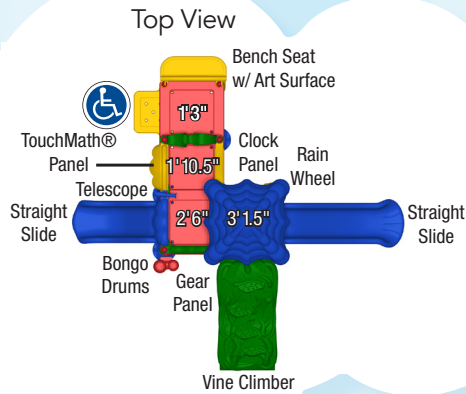 Top View
Bench Seat
w/ Art Surface
1'3"
TouchMath®
Panel
1'10.5"
Clock
Panel
Rain
Wheel
Telescope
Straight
Slide
2'6"
3'1.5"
Straight
Slide
Bongo
Drums
Gear
Panel
Vine Climber